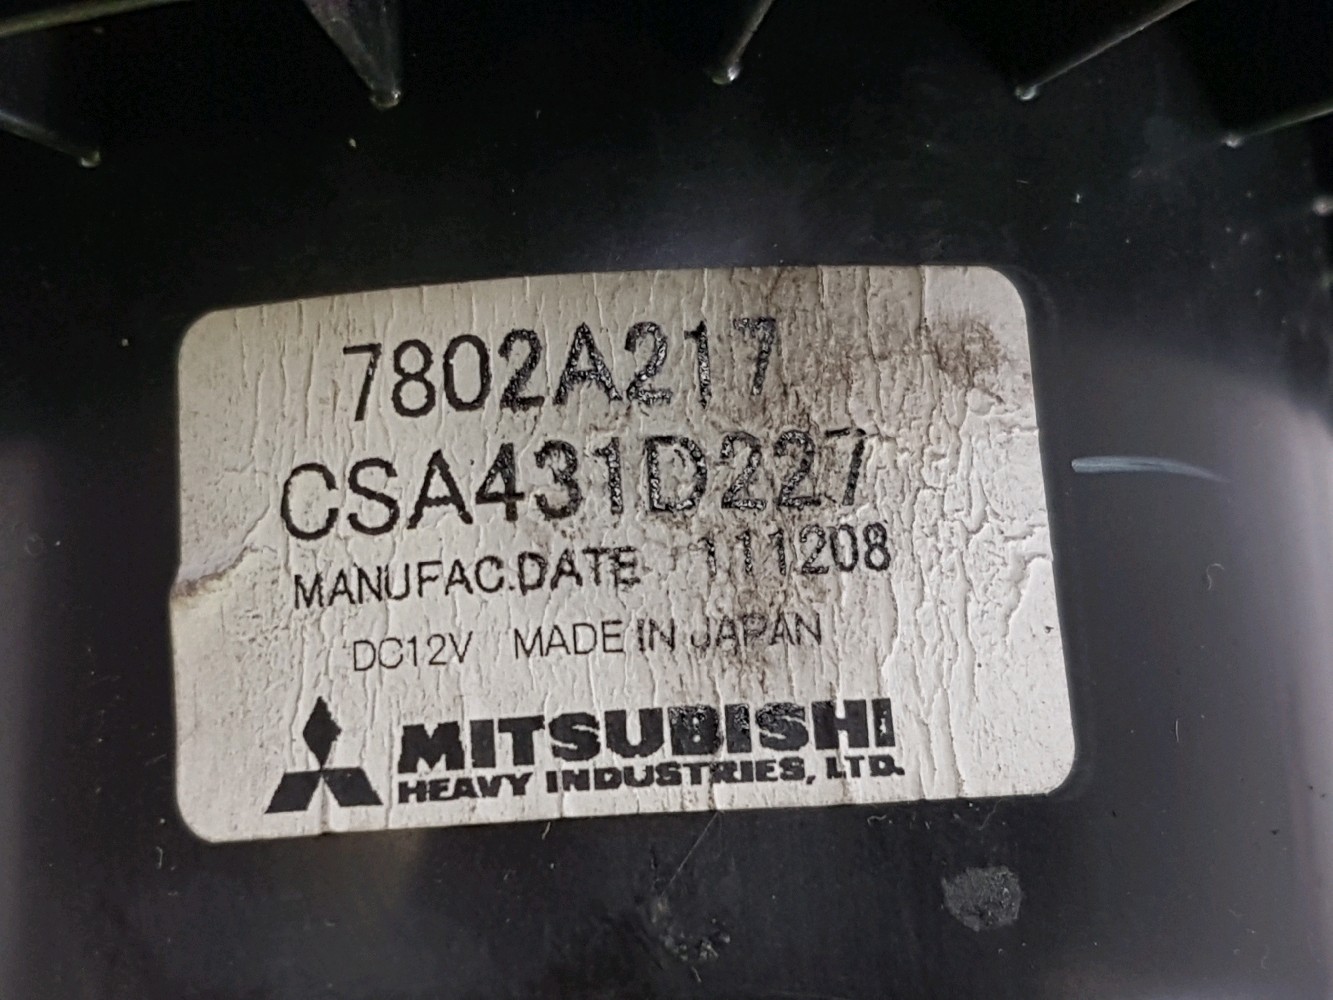 7802A217
CSA431D227
MANUFAC.DATE 111208
DC12V MADE IN JAPAN
MITSUBISHI
HEAVY INDUSTRIES, LTD.